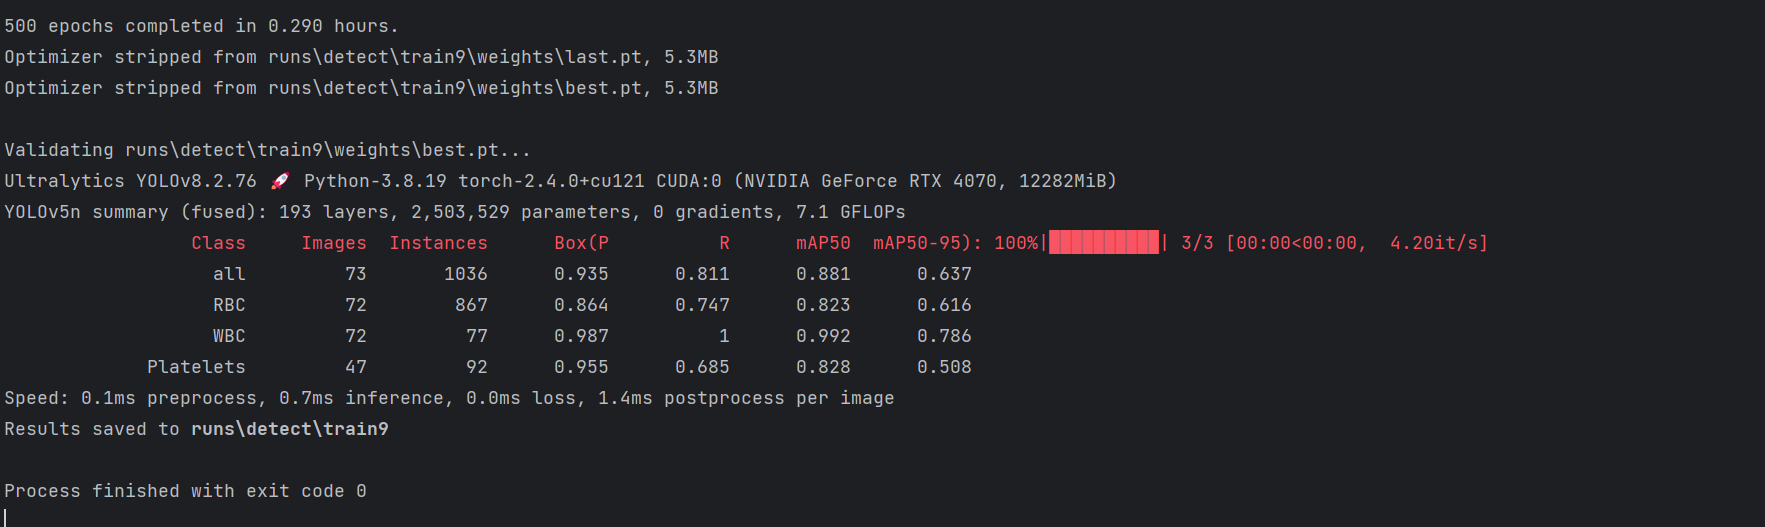 500 epochs completed in 0.290 hours.
Optimizer stripped from runs\detect\train9\weights\last.pt, 5.3MB
Optimizer stripped from runs\detect\train9\weights\best.pt, 5.3MB
Validating runs\detect\train9\weights\best.pt...
Ultralytics YOLOv8.2.76 🚀 Python-3.8.19 torch-2.4.0+cu121 CUDA:0 (NVIDIA GeForce RTX 4070, 12282MiB)
YOLOv5n summary (fused): 193 layers, 2,503,529 parameters, 0 gradients, 7.1 GFLOPs
Class Images Instances Box(P R mAP50 mAP50-95): 100%|██████████| 3/3 [00:00<00:00, 4.20it/s]
all 73 1036 0.935 0.811 0.881 0.637
RBC 72 867 0.864 0.747 0.823 0.616
WBC 72 77 0.987 1 0.992 0.786
Platelets 47 92 0.955 0.685 0.828 0.508
Speed: 0.1ms preprocess, 0.7ms inference, 0.0ms loss, 1.4ms postprocess per image
Results saved to runs\detect\train9
Process finished with exit code 0